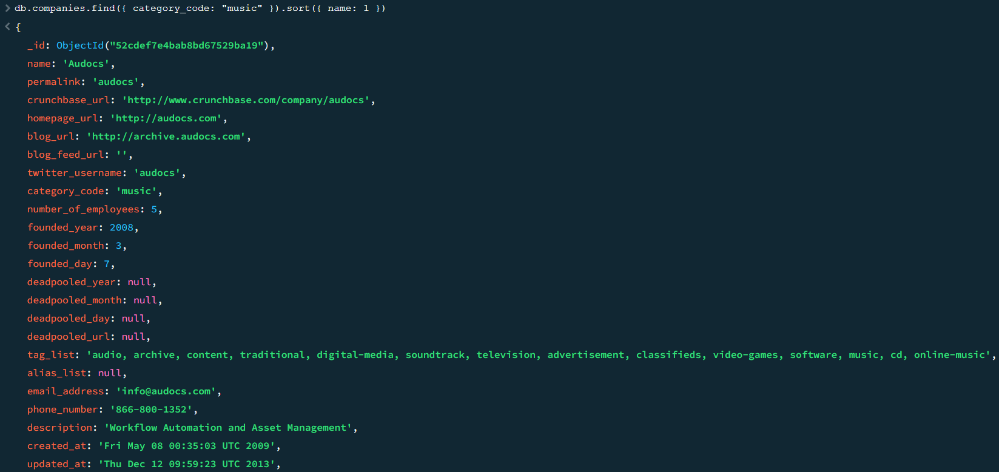 > db.companies.find({ category_code: "music" }).sort({ name: 1 })
< {
_id: ObjectId("52cdef7e4bab8bd67529ba19"),
name: 'Audocs',
permalink: 'audocs',
crunchbase_url: 'http://www.crunchbase.com/company/audocs',
homepage_url: 'http://audocs.com',
blog_url: 'http://archive.audocs.com',
blog_feed_url: '',
twitter_username: 'audocs',
category_code: 'music',
number_of_employees: 5,
founded_year: 2008,
founded_month: 3,
founded_day: 7,
deadpooled_year: null,
deadpooled_month: null,
deadpooled_day: null,
deadpooled_url: null,
tag_list: 'audio, archive, content, traditional, digital-media, soundtrack, television, advertisement, classifieds, video-games, software, music, cd, online-music',
alias_list: null,
email_address: 'info@audocs.com',
phone_number: '866-800-1352',
description: 'Workflow Automation and Asset Management',
created_at: 'Fri May 08 00:35:03 UTC 2009',
updated_at: 'Thu Dec 12 09:59:23 UTC 2013',